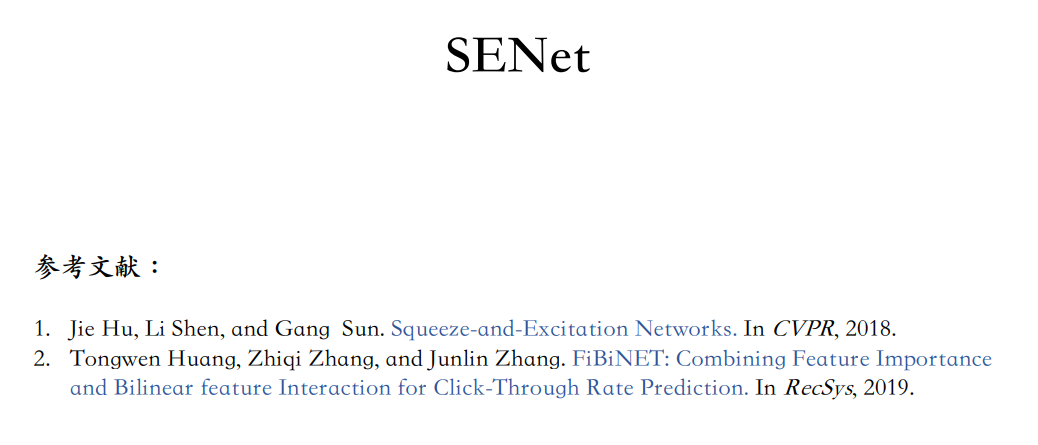 SENet
参考文献：
1. Jie Hu, Li Shen, and Gang Sun. Squeeze-and-Excitation Networks. In CVPR, 2018.
2. Tongwen Huang, Zhiqi Zhang, and Junlin Zhang. FiBiNET: Combining Feature Importance
and Bilinear feature Interaction for Click-Through Rate Prediction. In RecSys, 2019.